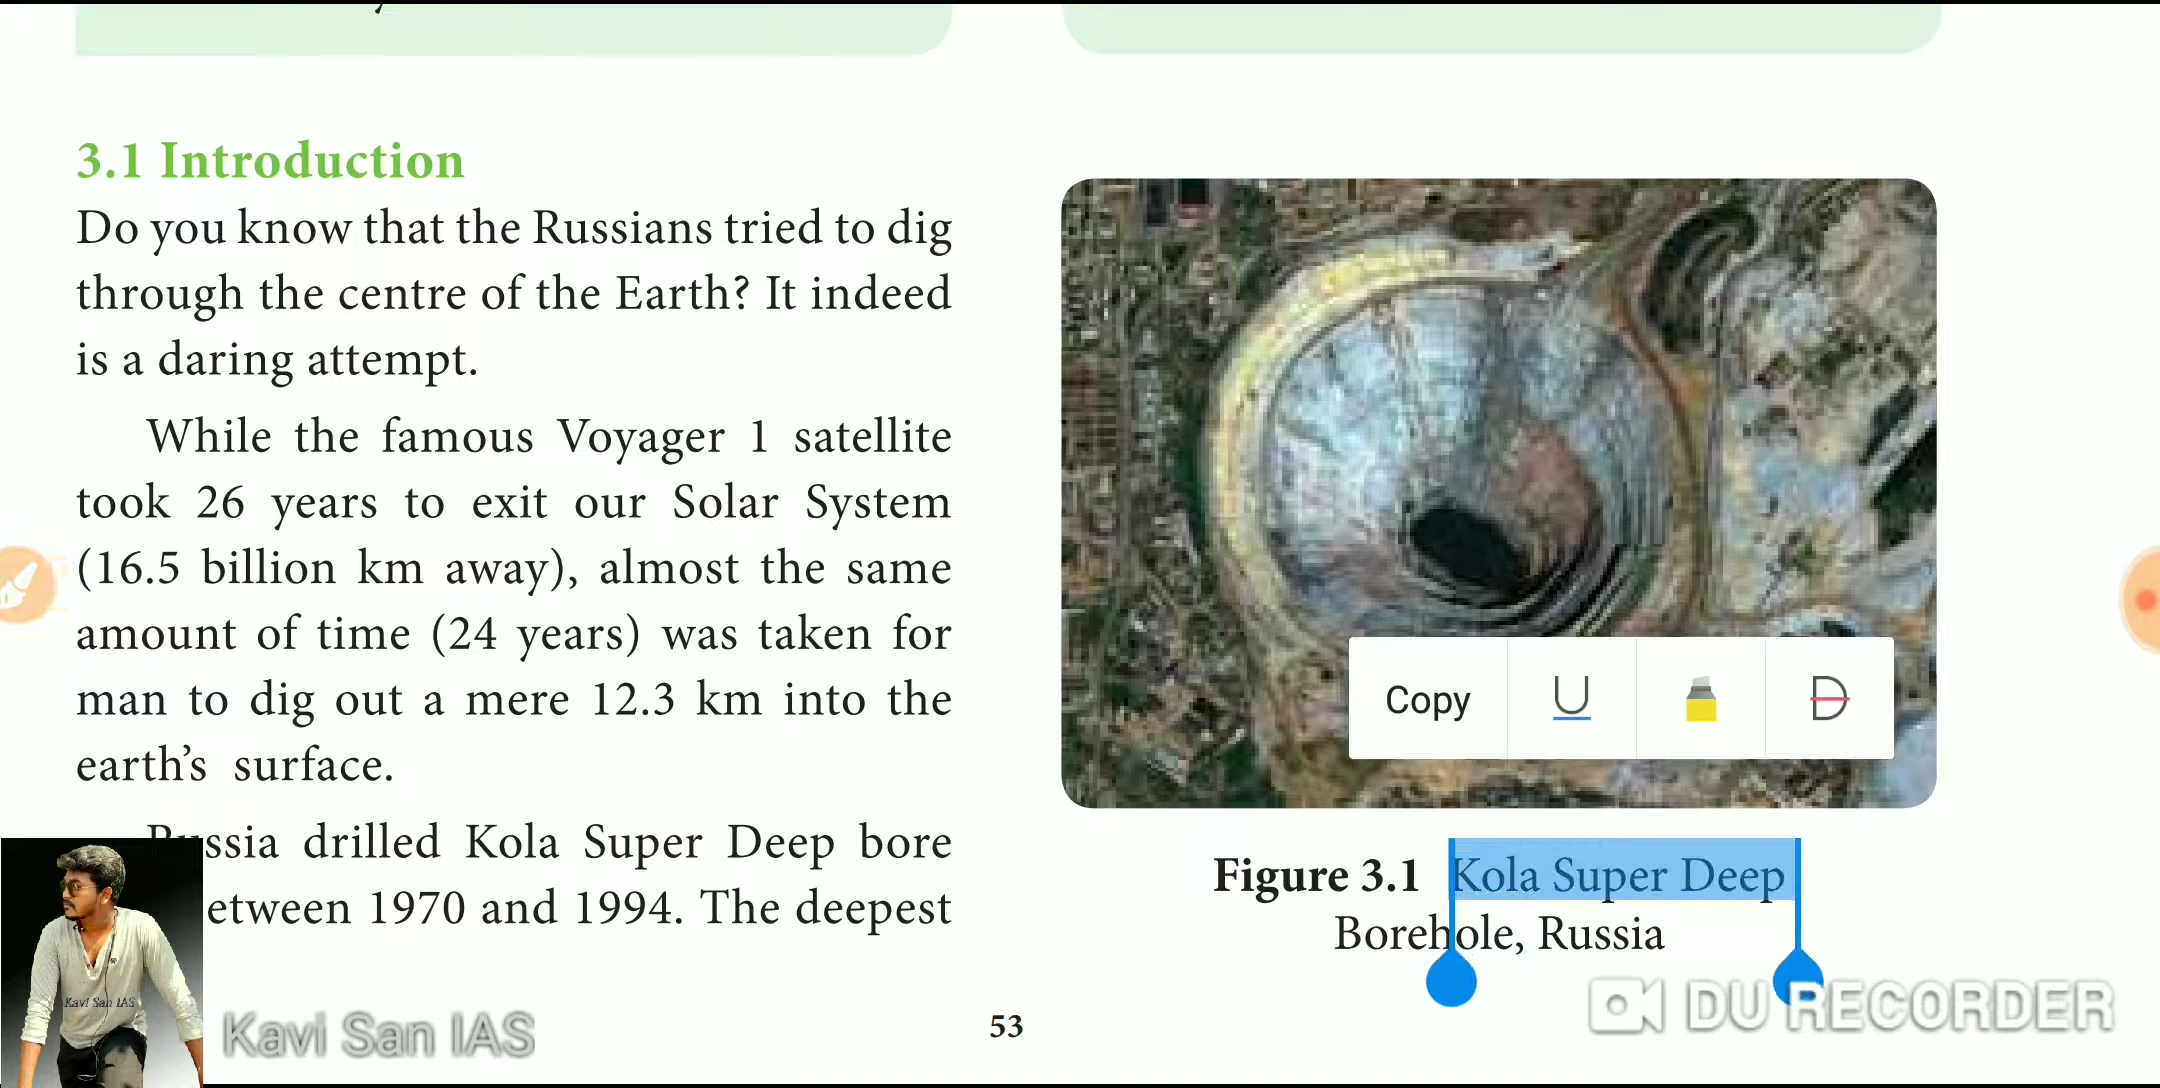 3.1 Introduction
Do you know that the Russians tried to dig
through the centre of the Earth? It indeed
is a daring attempt.
While the famous Voyager 1 satellite
took 26 years to exit our Solar System
(16.5 billion km away), almost the same
amount of time (24 years) was taken for
man to dig out a mere 12.3 km into the
earth's surface.
Russia drilled Kola Super Deep bore
etween 1970 and 1994. The deepest
Copy
Figure 3.1 Kola Super Deep
Borehole, Russia
53
Kavi San IAS
Kavi San IAS
DU RECORDER